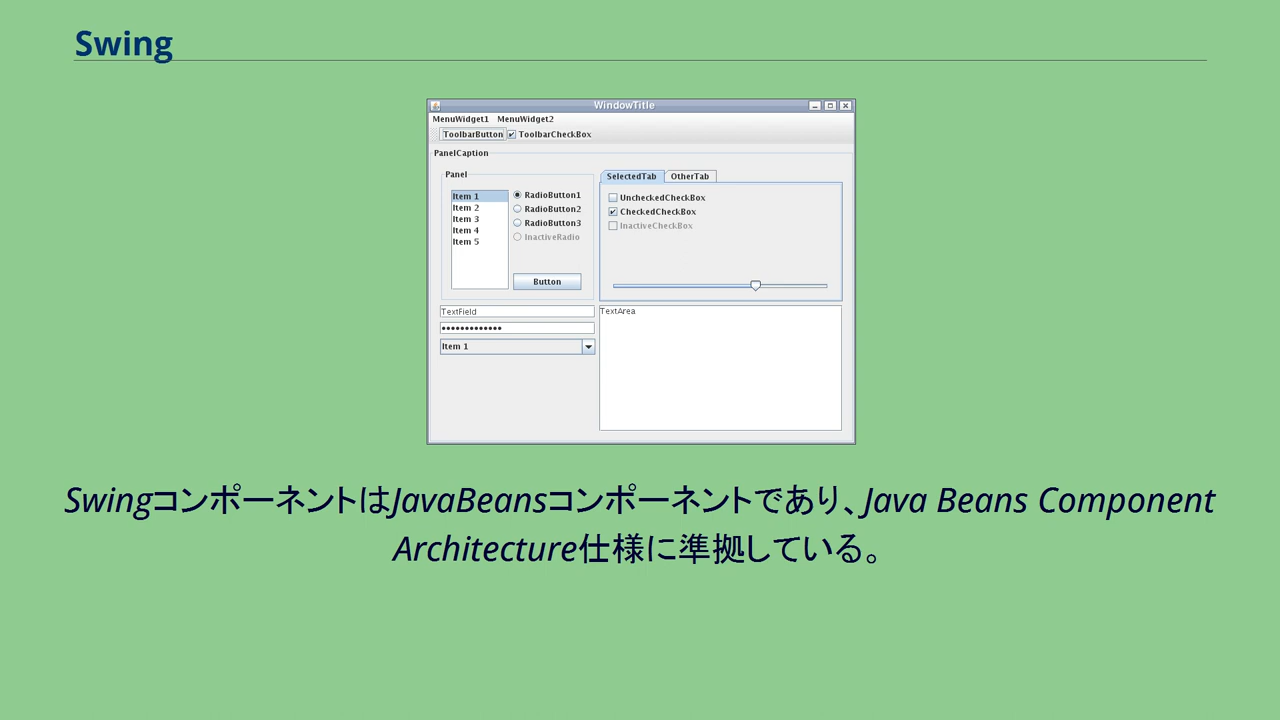 Swing
WindowTitle
MenuWidget1 MenuWidget2
ToolbarButton ToolbarCheckBox
PanelCaption
Panel
Item 1
Item 2
Item 3
Item 4
Item 5
RadioButton1
RadioButton2
RadioButton3
InactiveRadio
Button
SelectedTab OtherTab
UncheckedCheckBox
CheckedCheckBox
InactiveCheckBox
TextField
•••••••••••••
Item 1
TextArea
SwingコンポーネントはJavaBeansコンポーネントであり、Java Beans Component
Architecture仕様に準拠している。